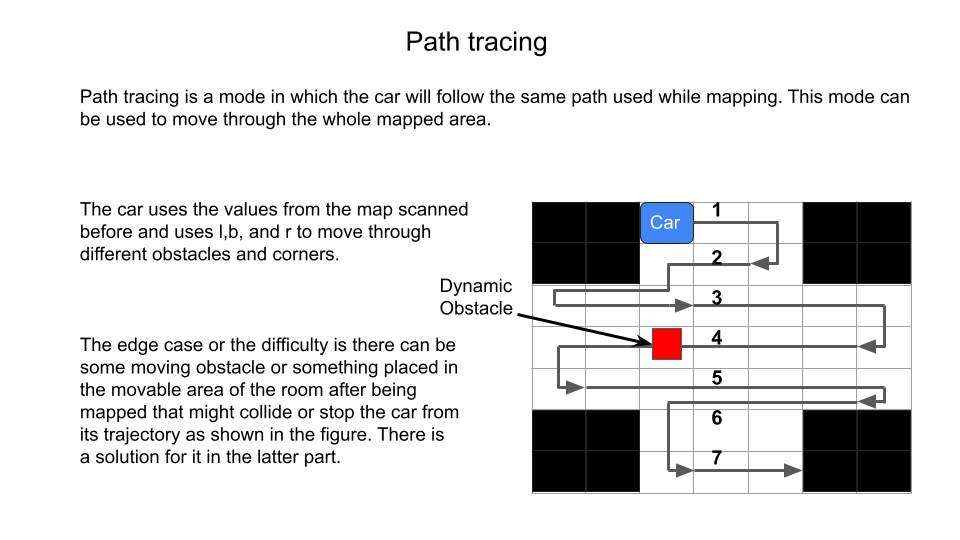 Path tracing
Path tracing is a mode in which the car will follow the same path used while mapping. This mode can
be used to move through the whole mapped area.
The car uses the values from the map scanned
before and uses l,b, and r to move through
different obstacles and corners.
Dynamic
Obstacle
The edge case or the difficulty is there can be
some moving obstacle or something placed in
the movable area of the room after being
mapped that might collide or stop the car from
its trajectory as shown in the figure. There is
a solution for it in the latter part.
Car
1
2
3
4
5
6
7